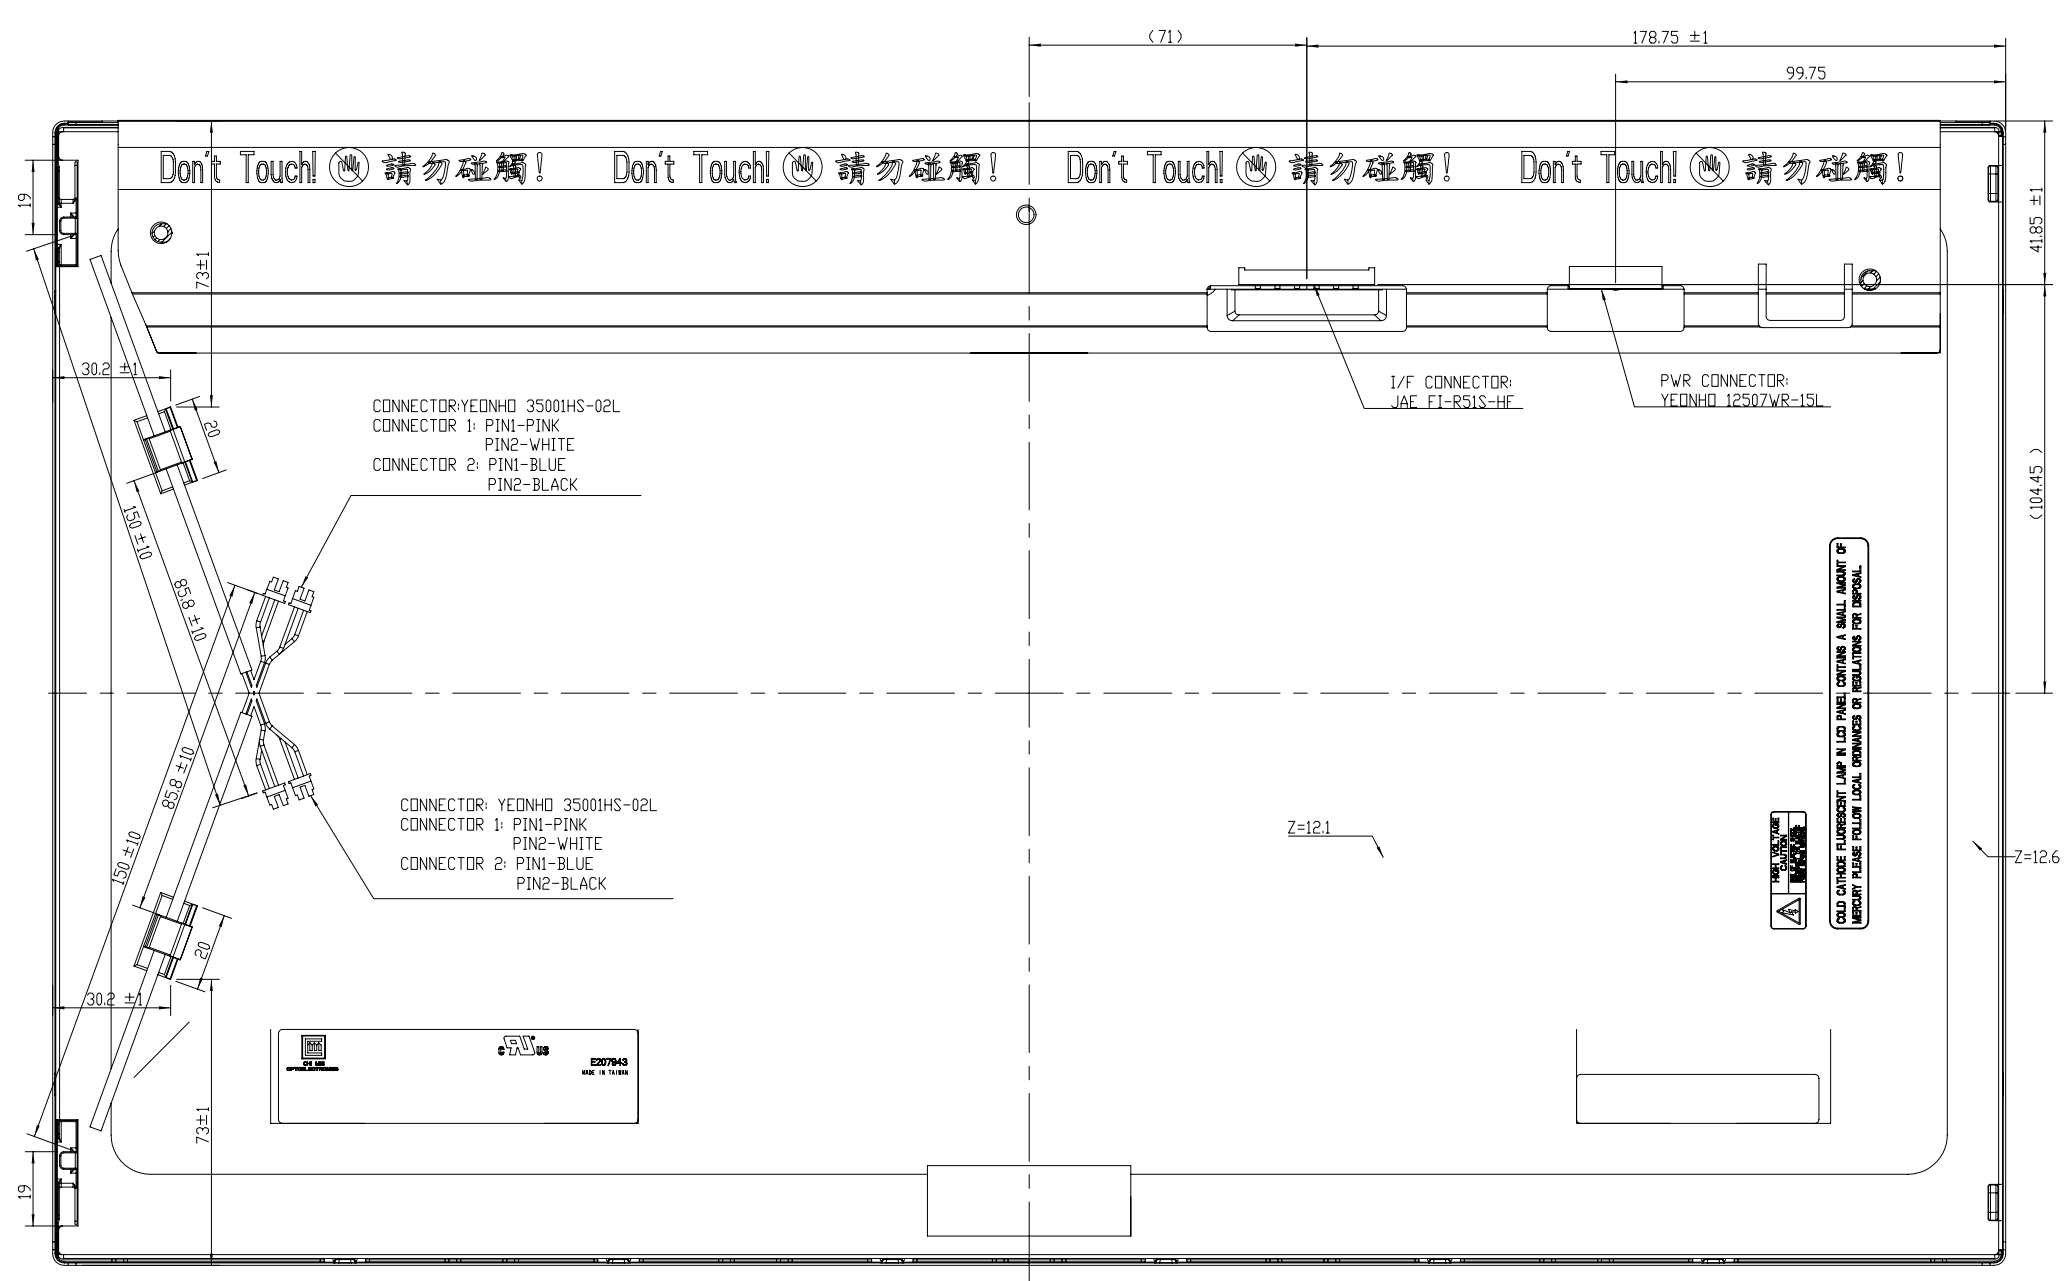 (71)
178.75 ±1
99.75
Don't Touch! 請勿碰觸! Don't Touch! 請勿碰觸! Don't Touch! 請勿碰觸! Don't Touch! 請勿碰觸!
19
73±1
41.85 ±1
30.2 ±1
20
CONNECTOR:YEONHO 35001HS-02L
CONNECTOR 1: PIN1-PINK
PIN2-WHITE
CONNECTOR 2: PIN1-BLUE
PIN2-BLACK
I/F CONNECTOR:
JAE FI-R51S-HF
PWR CONNECTOR:
YEONHO 12507WR-15L
(104.45 )
150 ±10
85.8 ±10
85.8 ±10
150 ±10
CONNECTOR: YEONHO 35001HS-02L
CONNECTOR 1: PIN1-PINK
PIN2-WHITE
CONNECTOR 2: PIN1-BLUE
PIN2-BLACK
Z=12.1
Z=12.6
COLD CATHODE FLUORESCENT LAMP IN LCD PANEL CONTAINS A SMALL AMOUNT OF
MERCURY PLEASE FOLLOW LOCAL ORDINANCES OR REGULATIONS FOR DISPOSAL.
HIGH VOLTAGE
CAUTION
20
30.2 ±1
CHI MEI
OPTOELECTRONICS
c RU US
E207943
MADE IN TAIWAN
73±1
19